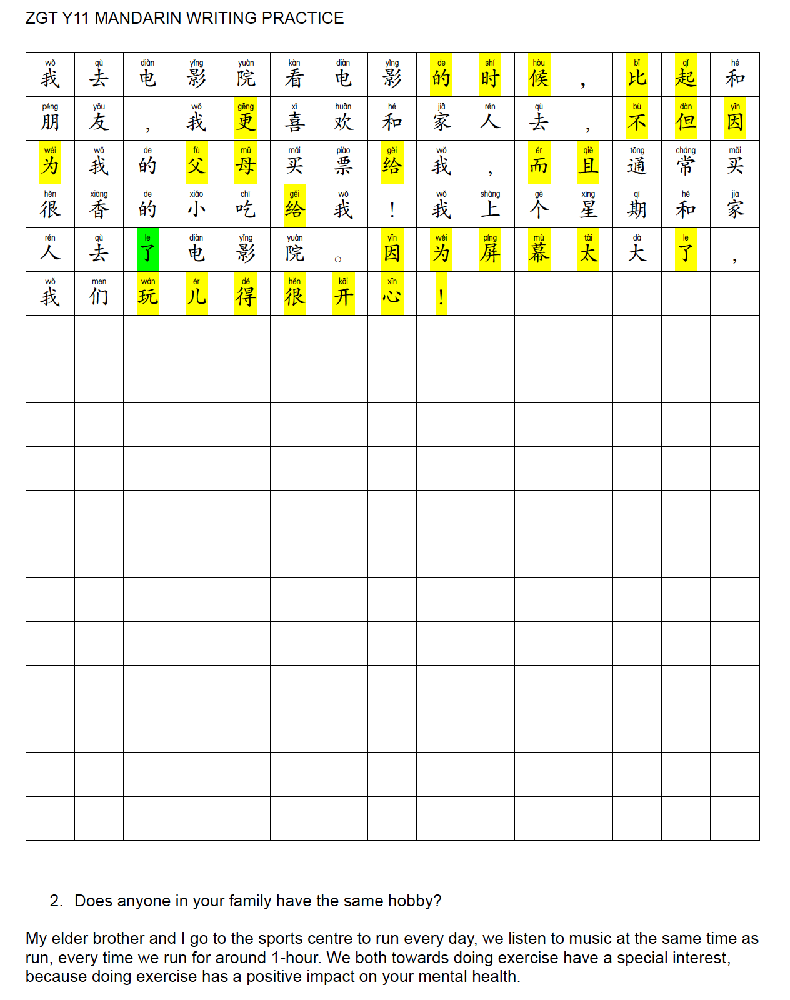 ZGT Y11 MANDARIN WRITING PRACTICE
wǒ qù diàn yǐng yuàn kàn diàn yǐng de shí hòu bǐ qǐ hé
我去电影院看电影的时候，比起和
péng yǒu wǒ gēng xǐ huān hé jiā rén qù bù dàn yīn
朋友，我更喜欢和家人去，不但因
wéi wǒ de fù mǔ mǎi piào gěi wǒ ér qiě tōng cháng mǎi
为我的父母买票给我，而且通常买
hěn xiāng de xiǎo chī gěi wǒ wǒ shàng gè xīng qī hé jiā
很香的小吃给我！我上个星期和家
rén qù le diàn yǐng yuàn yīn wéi píng mù tài dà le
人去了电影院。因为屏幕太大了，
wǒ men wán ér dé hěn kāi xīn
我们玩儿得很开心！
2. Does anyone in your family have the same hobby?
My elder brother and I go to the sports centre to run every day, we listen to music at the same time as
run, every time we run for around 1-hour. We both towards doing exercise have a special interest,
because doing exercise has a positive impact on your mental health.